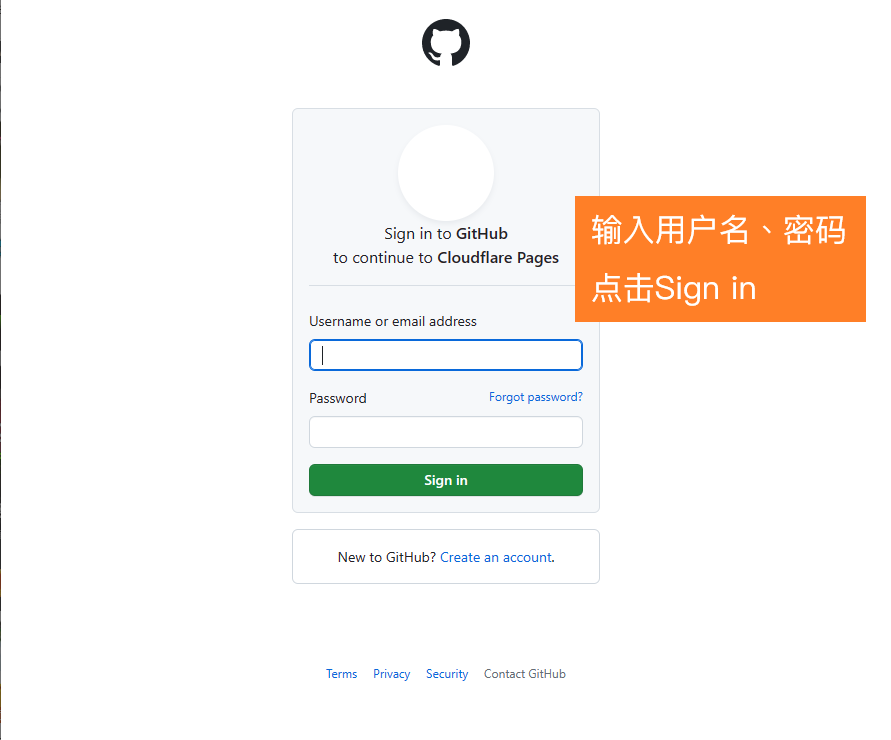 Sign in to GitHub
to continue to Cloudflare Pages
输入用户名、密码
点击Sign in
Username or email address
Password
Forgot password?
Sign in
New to GitHub? Create an account.
Terms
Privacy
Security
Contact GitHub